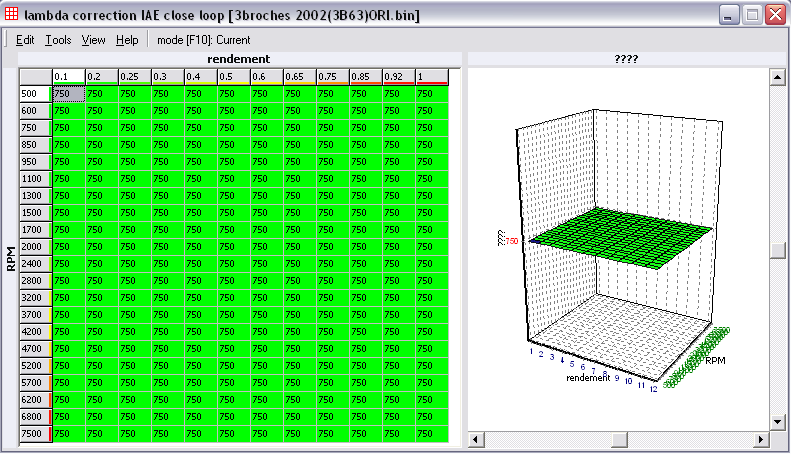 lambda correction IAE close loop [3broches 2002(3B63)ORI.bin]
Edit Tools View Help mode [F10]: Current
rendement ????
0.1 0.2 0.25 0.3 0.4 0.5 0.6 0.65 0.75 0.85 0.92 1
500 750 750 750 750 750 750 750 750 750 750 750 750
600 750 750 750 750 750 750 750 750 750 750 750 750
750 750 750 750 750 750 750 750 750 750 750 750 750
850 750 750 750 750 750 750 750 750 750 750 750 750
950 750 750 750 750 750 750 750 750 750 750 750 750
1100 750 750 750 750 750 750 750 750 750 750 750 750
1300 750 750 750 750 750 750 750 750 750 750 750 750
1500 750 750 750 750 750 750 750 750 750 750 750 750
1700 750 750 750 750 750 750 750 750 750 750 750 750
2000 750 750 750 750 750 750 750 750 750 750 750 750
2400 750 750 750 750 750 750 750 750 750 750 750 750
2800 750 750 750 750 750 750 750 750 750 750 750 750
3200 750 750 750 750 750 750 750 750 750 750 750 750
3700 750 750 750 750 750 750 750 750 750 750 750 750
4200 750 750 750 750 750 750 750 750 750 750 750 750
4700 750 750 750 750 750 750 750 750 750 750 750 750
5200 750 750 750 750 750 750 750 750 750 750 750 750
5700 750 750 750 750 750 750 750 750 750 750 750 750
6200 750 750 750 750 750 750 750 750 750 750 750 750
6800 750 750 750 750 750 750 750 750 750 750 750 750
7500 750 750 750 750 750 750 750 750 750 750 750 750
RPM
????
750
1 2 3 4 5 6 7 8 9 10 11 12
rendement
RPM